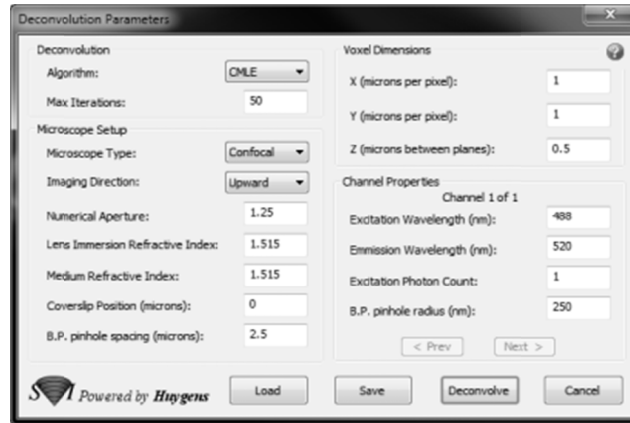 Deconvolution Parameters
Deconvolution
Algorithm: CMLE
Max Iterations: 50
Microscope Setup
Microscope Type: Confocal
Imaging Direction: Upward
Numerical Aperture: 1.25
Lens Immersion Refractive Index: 1.515
Medium Refractive Index: 1.515
Coverslip Position (microns): 0
B.P. pinhole spacing (microns): 2.5
Voxel Dimensions
?
X (microns per pixel): 1
Y (microns per pixel): 1
Z (microns between planes): 0.5
Channel Properties
Channel 1 of 1
Excitation Wavelength (nm): 488
Emmission Wavelength (nm): 520
Excitation Photon Count: 1
B.P. pinhole radius (nm): 250
< Prev Next >
SVI Powered by Huygens
Load Save Deconvolve Cancel